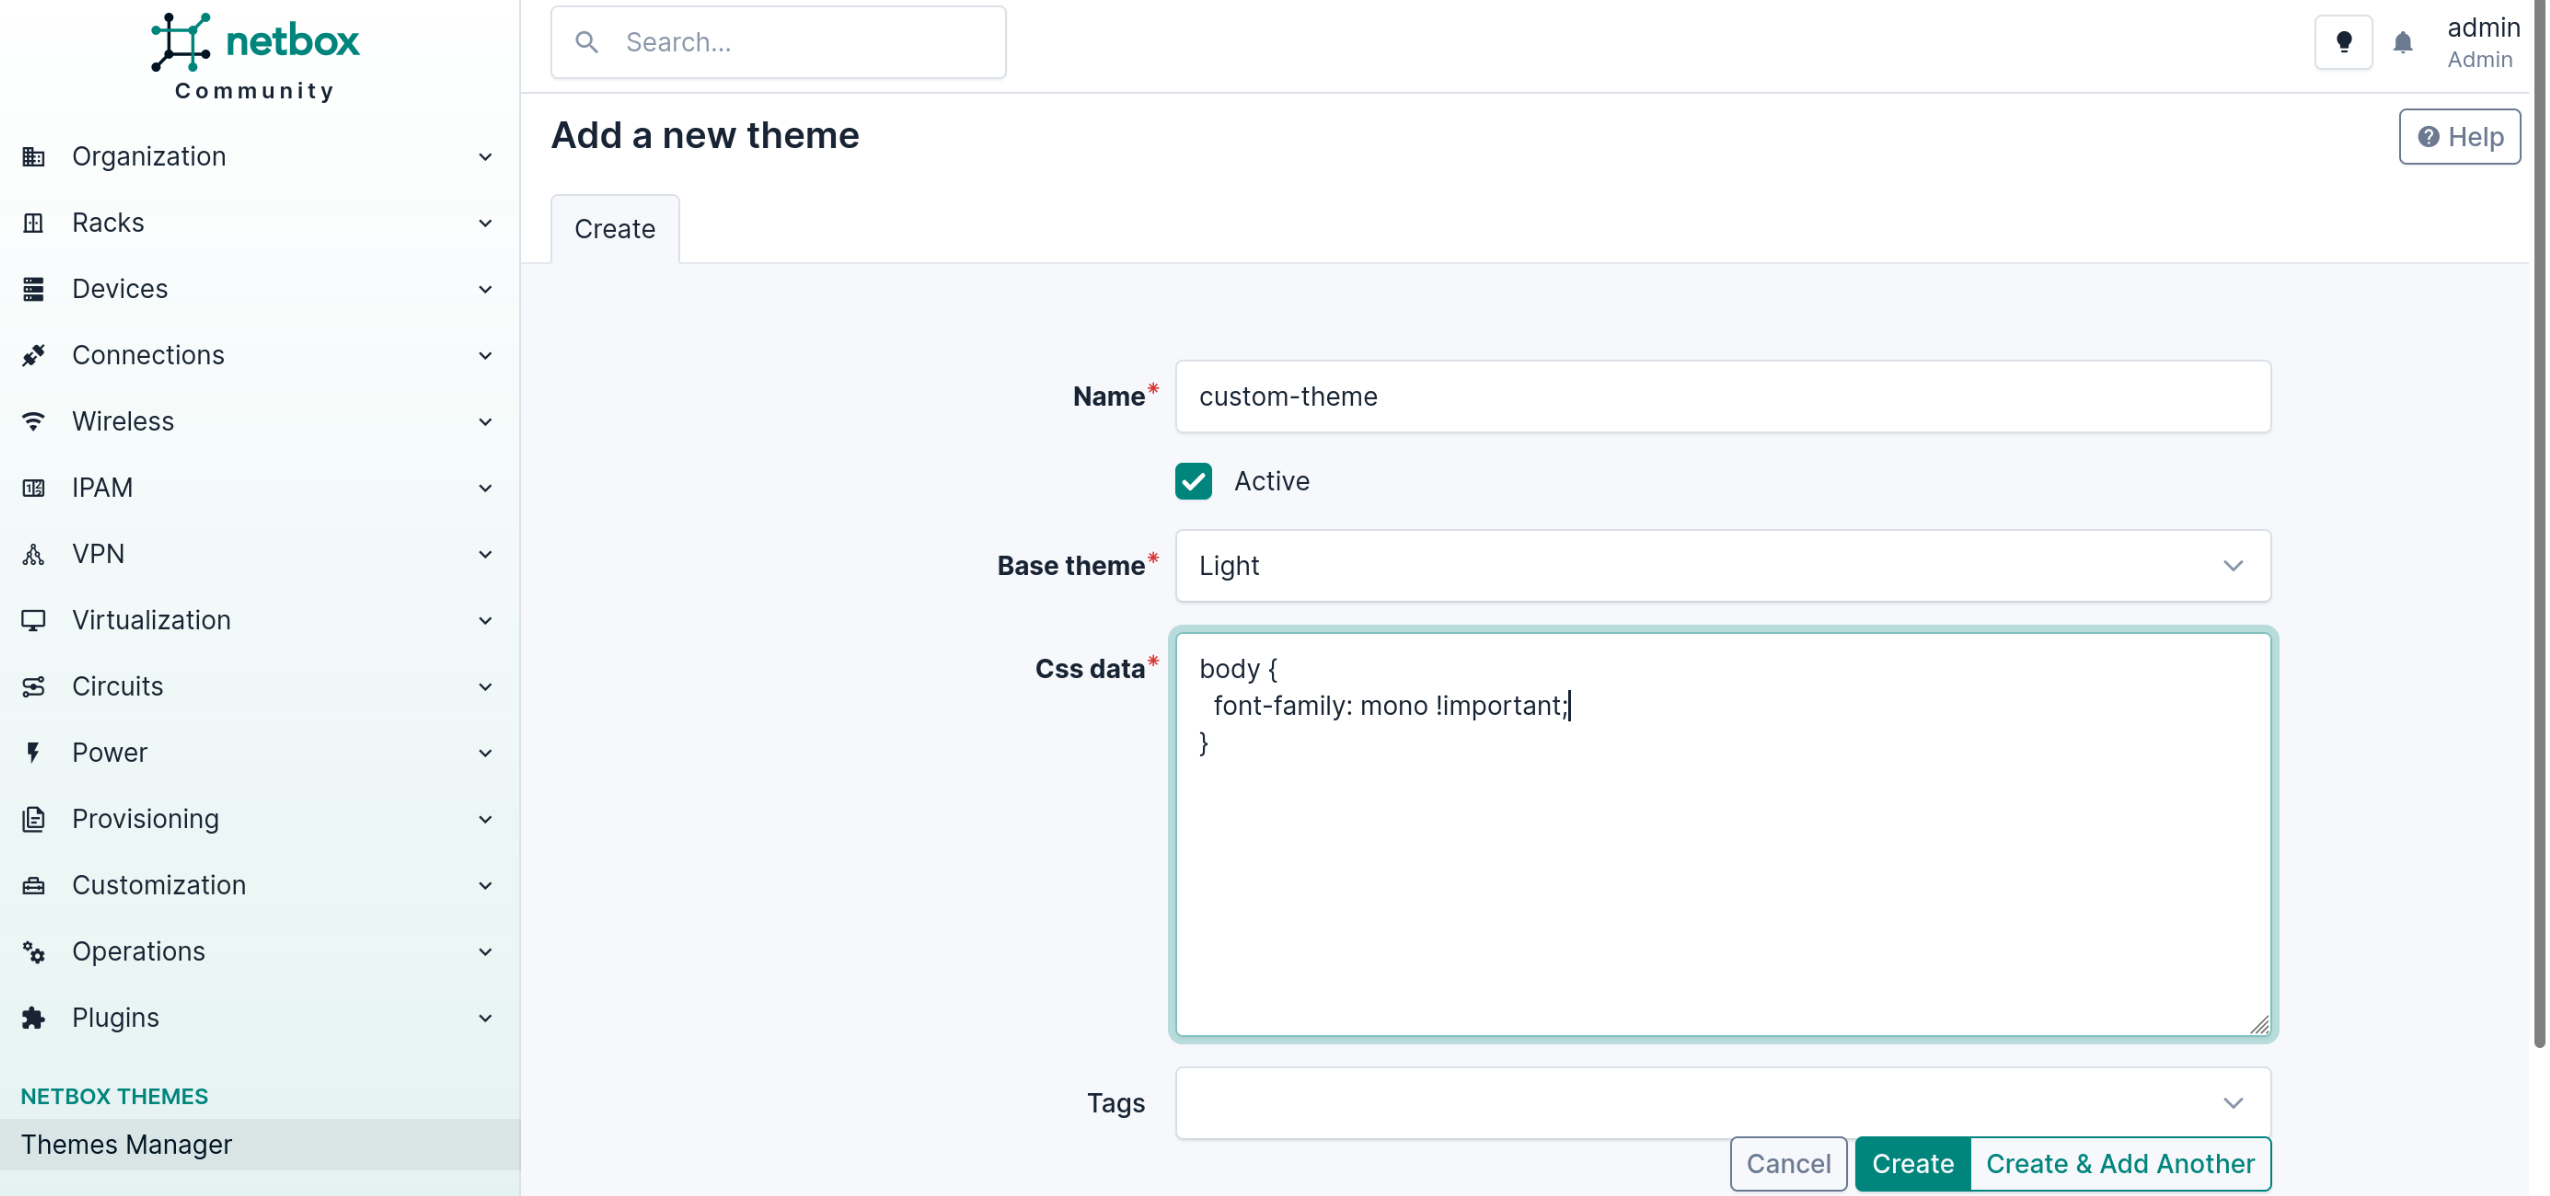 netbox
Community
Organization
Racks
Devices
Connections
Wireless
IPAM
VPN
Virtualization
Circuits
Power
Provisioning
Customization
Operations
Plugins
NETBOX THEMES
Themes Manager
Search...
admin
Admin
Add a new theme
Help
Create
Name*
custom-theme
Active
Base theme*
Light
Css data*
body {
  font-family: mono !important;
}
Tags
Cancel
Create
Create & Add Another